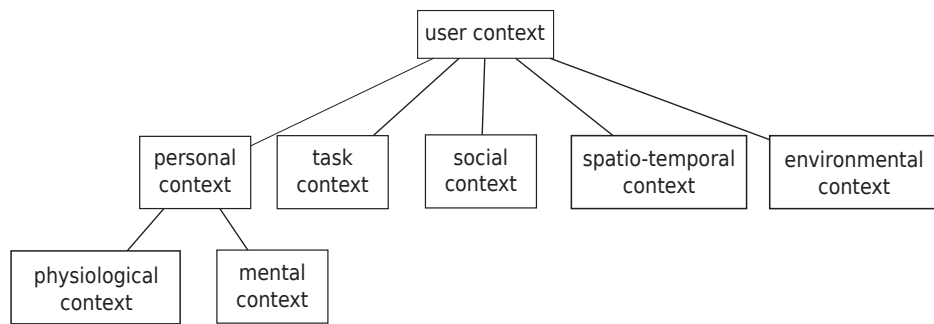 user context
personal
context
task
context
social
context
spatio-temporal
context
environmental
context
physiological
context
mental
context